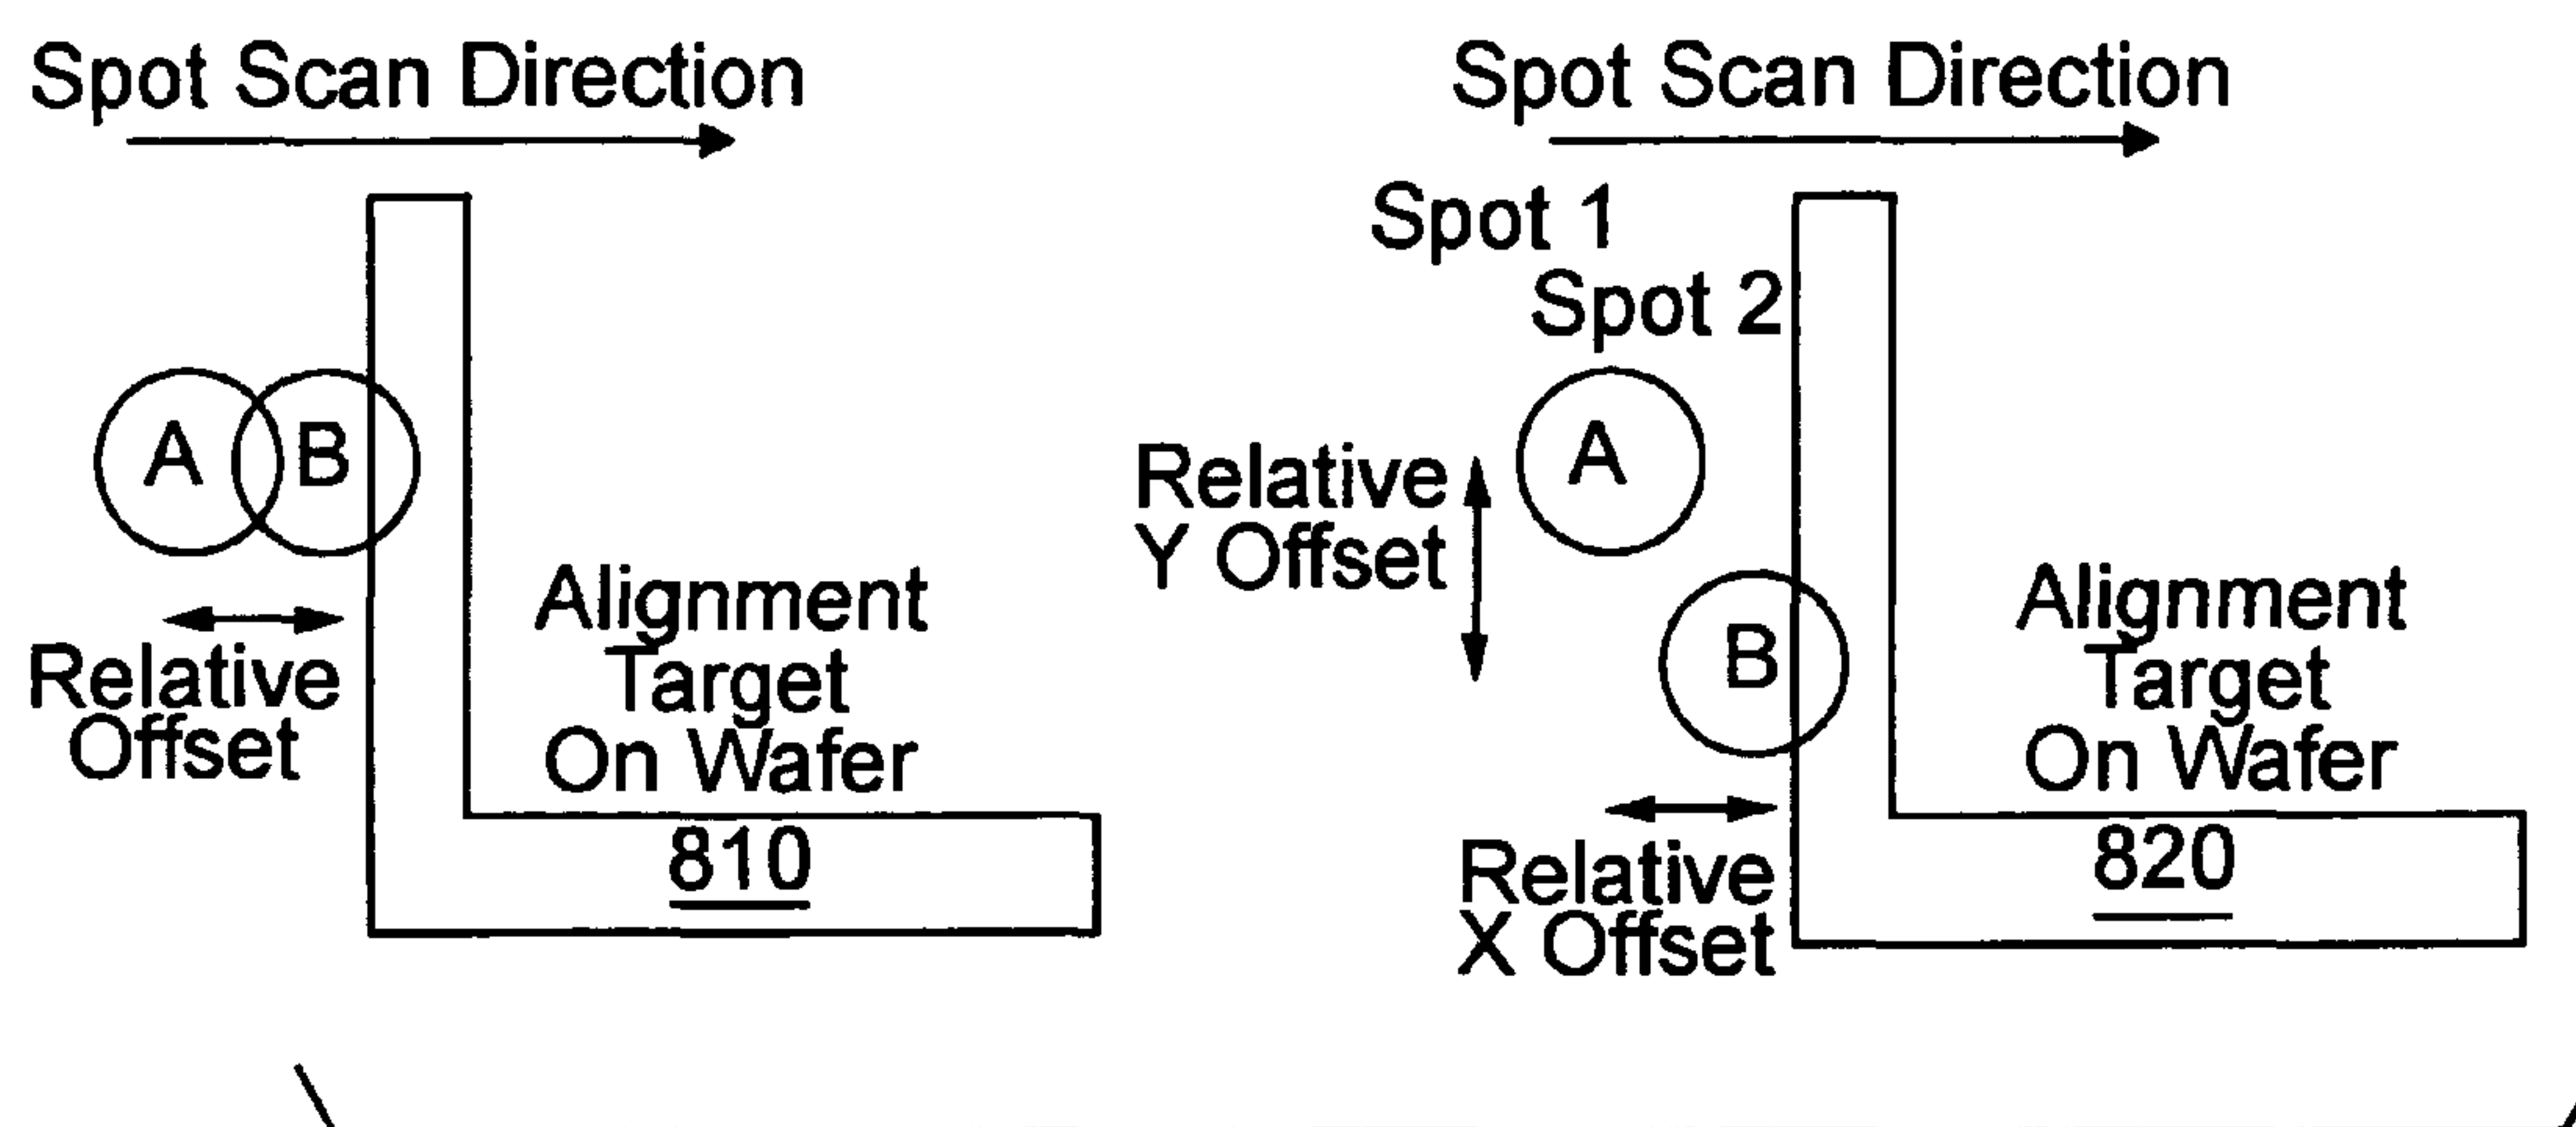 Spot Scan Direction
A B
Relative
Offset
Alignment
Target
On Wafer
810
Spot Scan Direction
Spot 1
Spot 2
A
Relative
Y Offset
B
Relative
X Offset
Alignment
Target
On Wafer
820